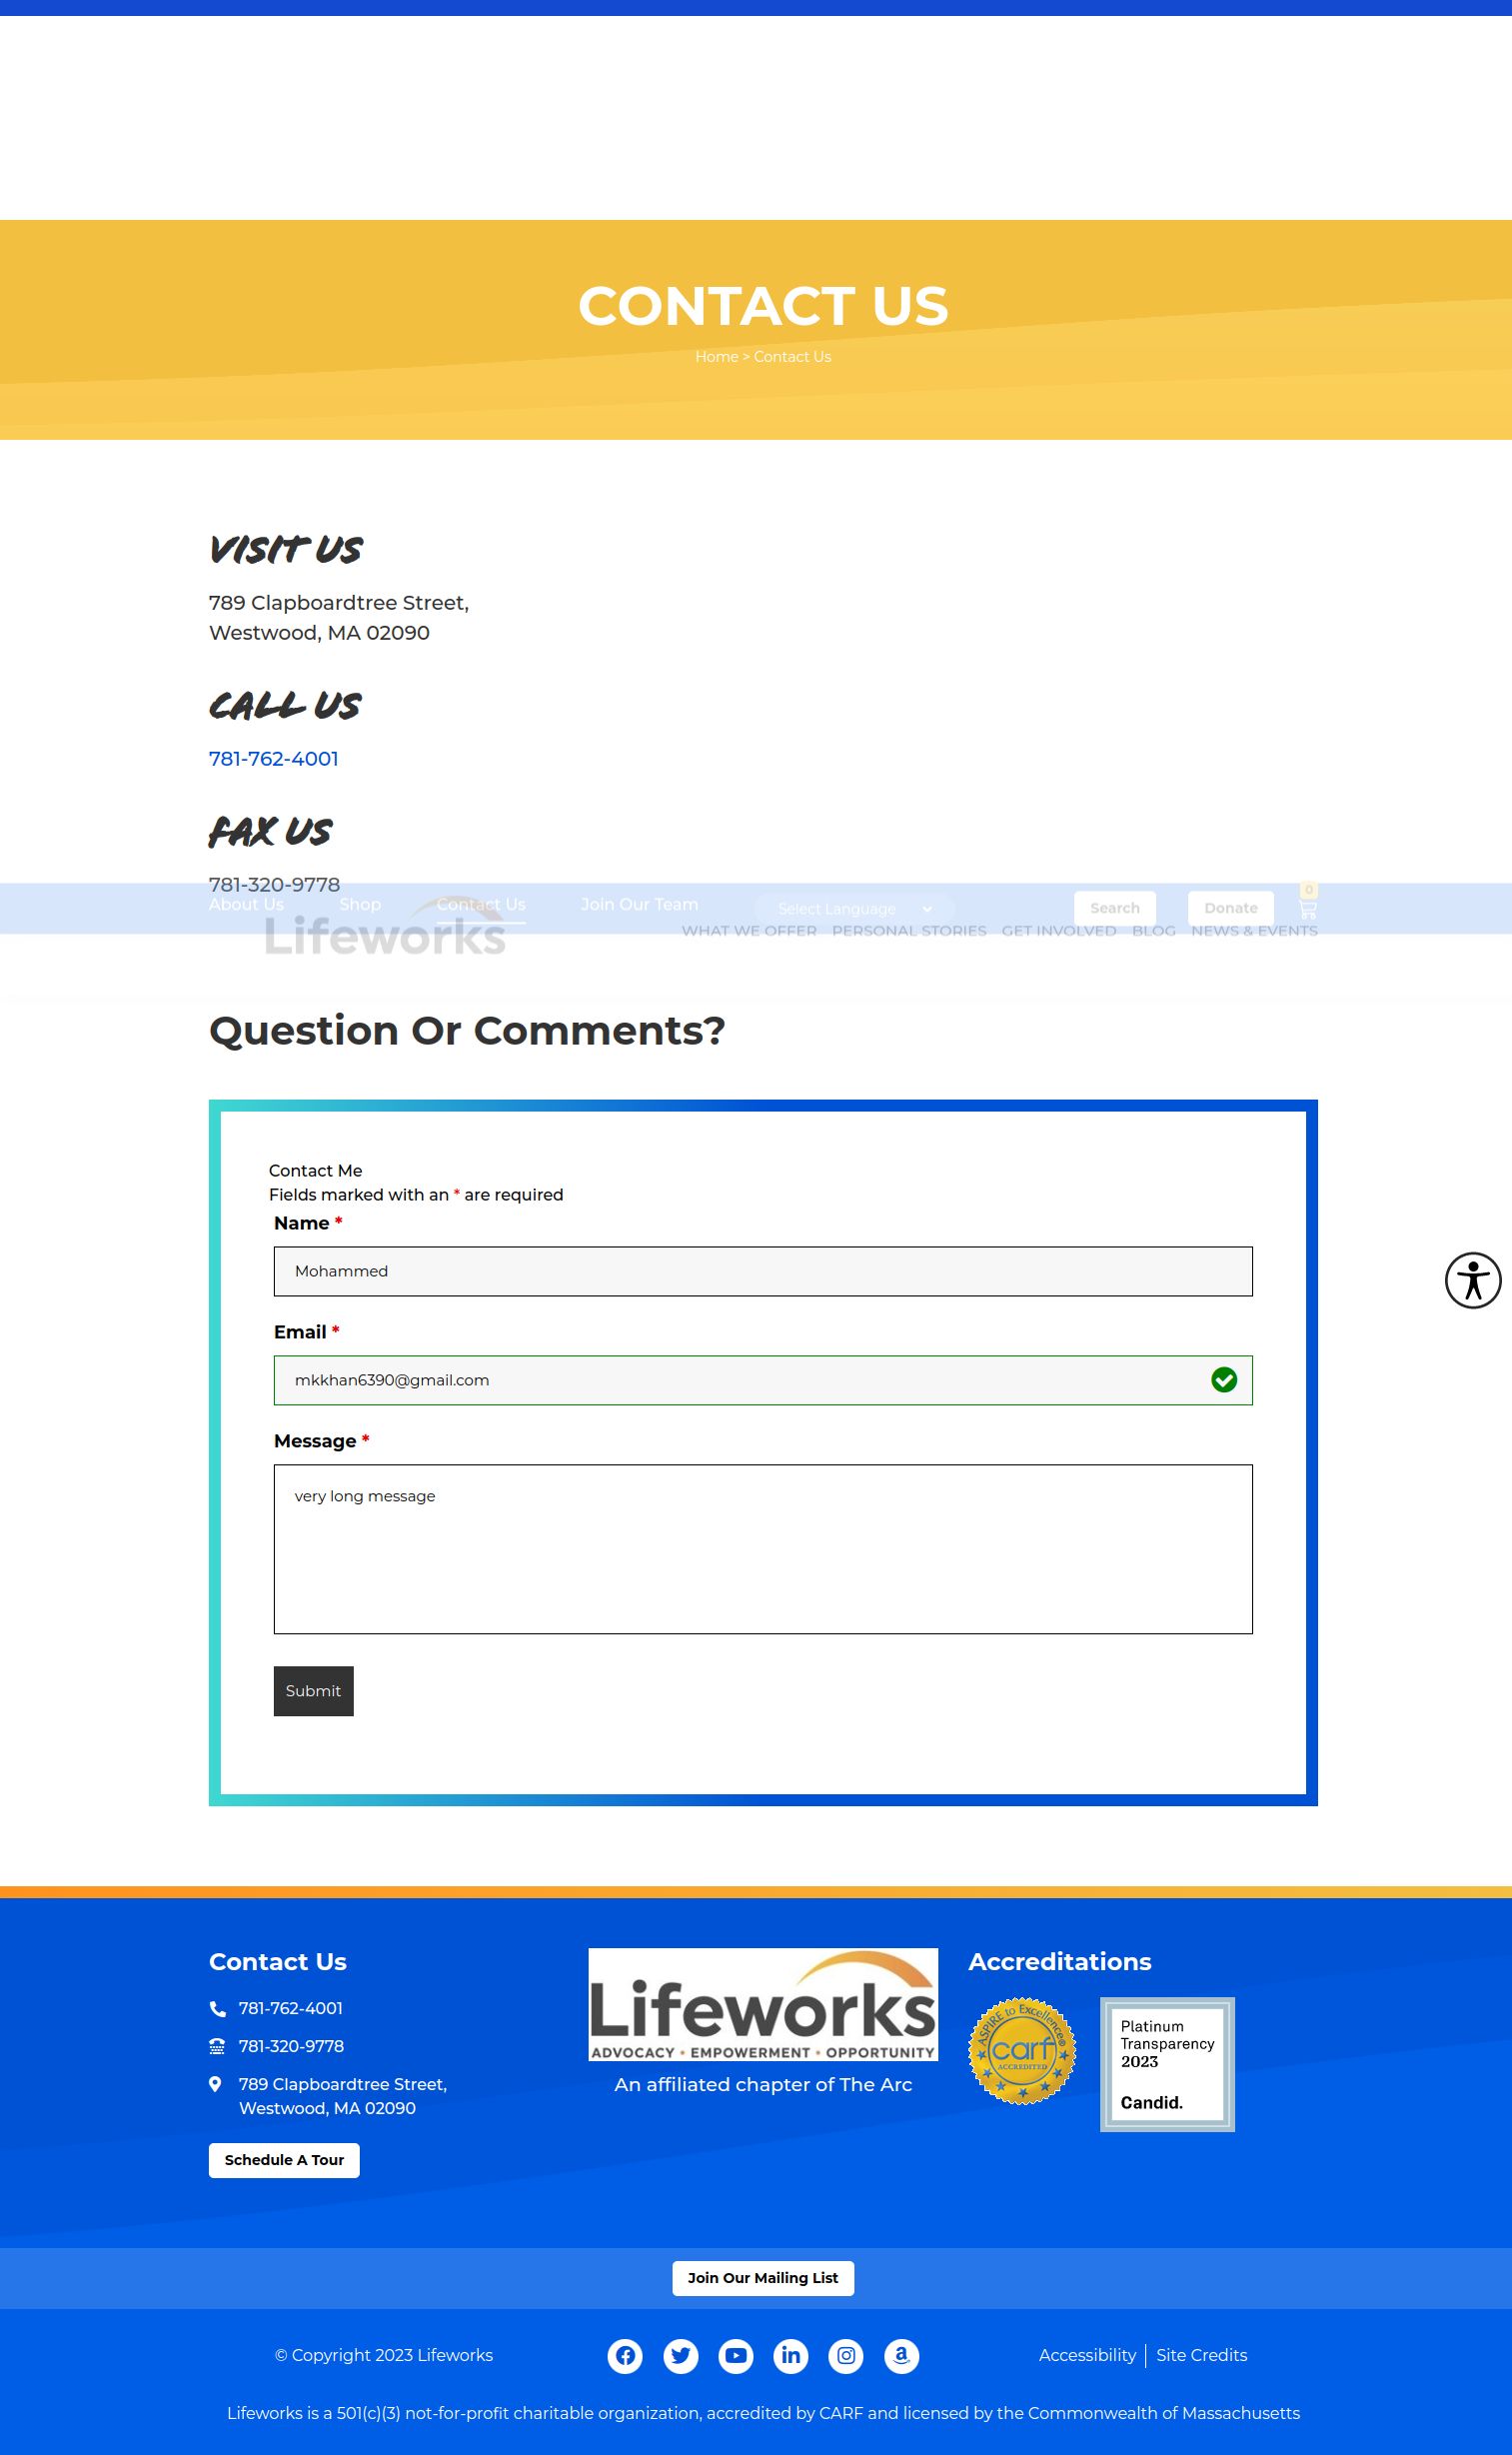 CONTACT US
Home > Contact Us
VISIT US
789 Clapboardtree Street,
Westwood, MA 02090
CALL US
781-762-4001
FAX US
781-320-9778
About Us
Shop
Contact Us
Join Our Team
Select Language
Search
Donate
0
Lifeworks
WHAT WE OFFER
PERSONAL STORIES
GET INVOLVED
BLOG
NEWS & EVENTS
Question Or Comments?
Contact Me
Fields marked with an * are required
Name *
Mohammed
Email *
mkkhan6390@gmail.com
Message *
very long message
Submit
Contact Us
781-762-4001
781-320-9778
789 Clapboardtree Street,
Westwood, MA 02090
Schedule A Tour
Lifeworks
ADVOCACY • EMPOWERMENT • OPPORTUNITY
An affiliated chapter of The Arc
Accreditations
ASPIRE to Excellence®
carf
ACCREDITED
Platinum
Transparency
2023
Candid.
Join Our Mailing List
© Copyright 2023 Lifeworks
Accessibility
Site Credits
Lifeworks is a 501(c)(3) not-for-profit charitable organization, accredited by CARF and licensed by the Commonwealth of Massachusetts